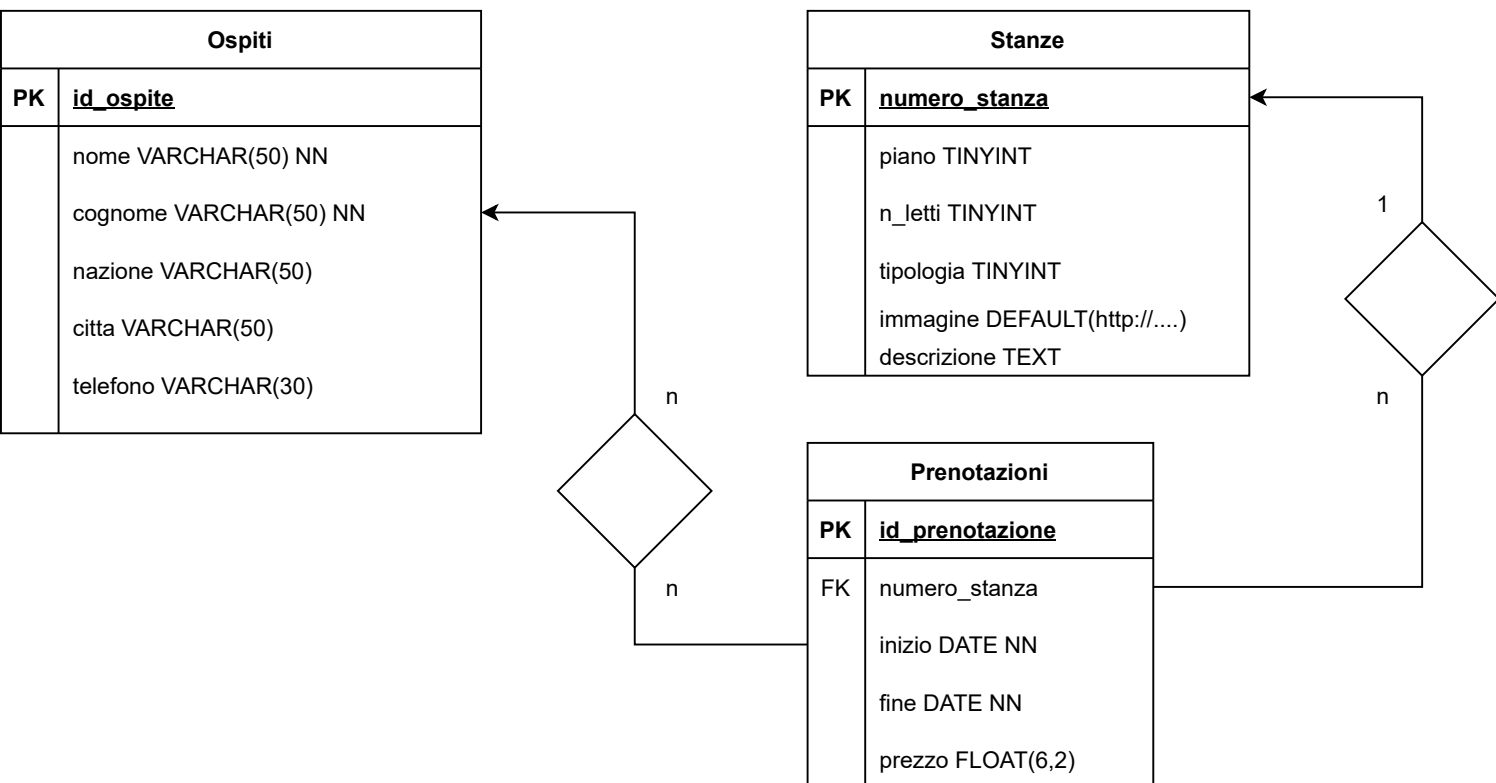 Ospiti
PK id_ospite
nome VARCHAR(50) NN
cognome VARCHAR(50) NN
nazione VARCHAR(50)
citta VARCHAR(50)
telefono VARCHAR(30)
Stanze
PK numero_stanza
piano TINYINT
n_letti TINYINT
tipologia TINYINT
immagine DEFAULT(http://....)
descrizione TEXT
1
n
n
n
Prenotazioni
PK id_prenotazione
FK numero_stanza
inizio DATE NN
fine DATE NN
prezzo FLOAT(6,2)